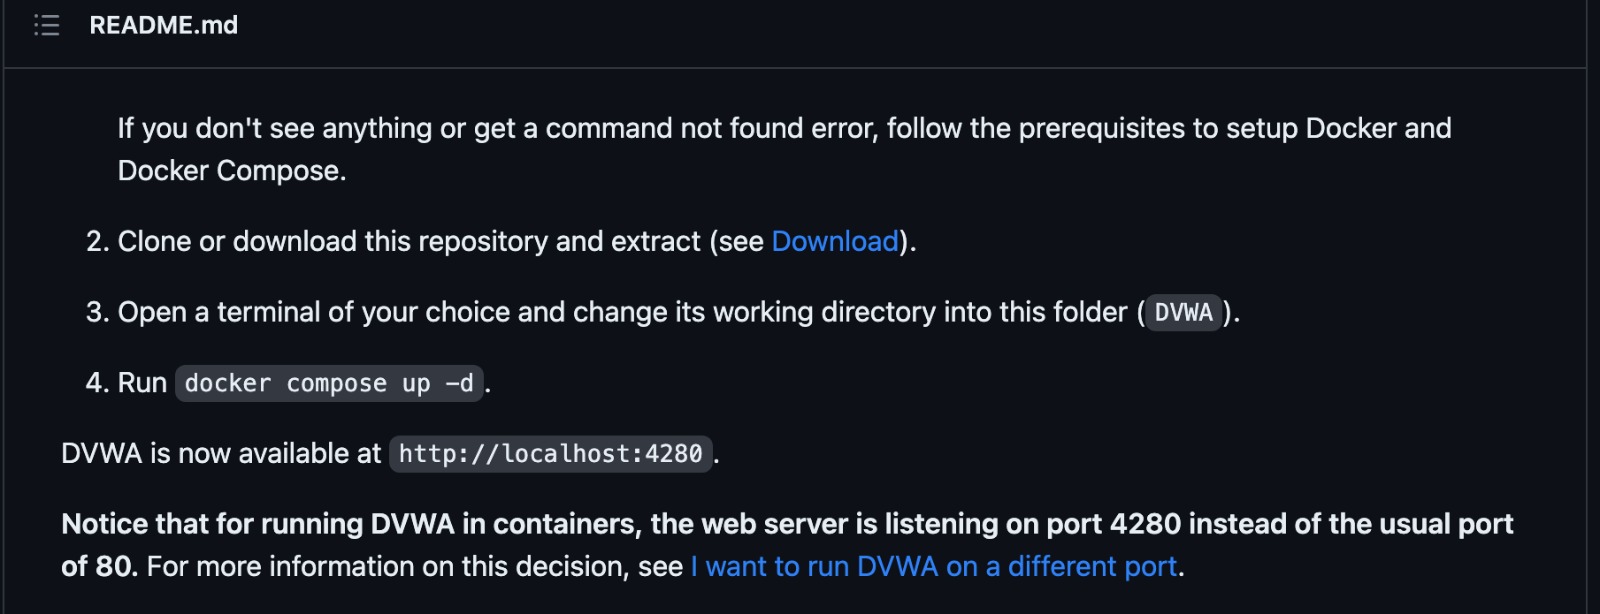 README.md
If you don't see anything or get a command not found error, follow the prerequisites to setup Docker and
Docker Compose.
2. Clone or download this repository and extract (see Download).
3. Open a terminal of your choice and change its working directory into this folder ( DVWA ).
4. Run docker compose up -d .
DVWA is now available at http://localhost:4280 .
Notice that for running DVWA in containers, the web server is listening on port 4280 instead of the usual port
of 80. For more information on this decision, see I want to run DVWA on a different port.